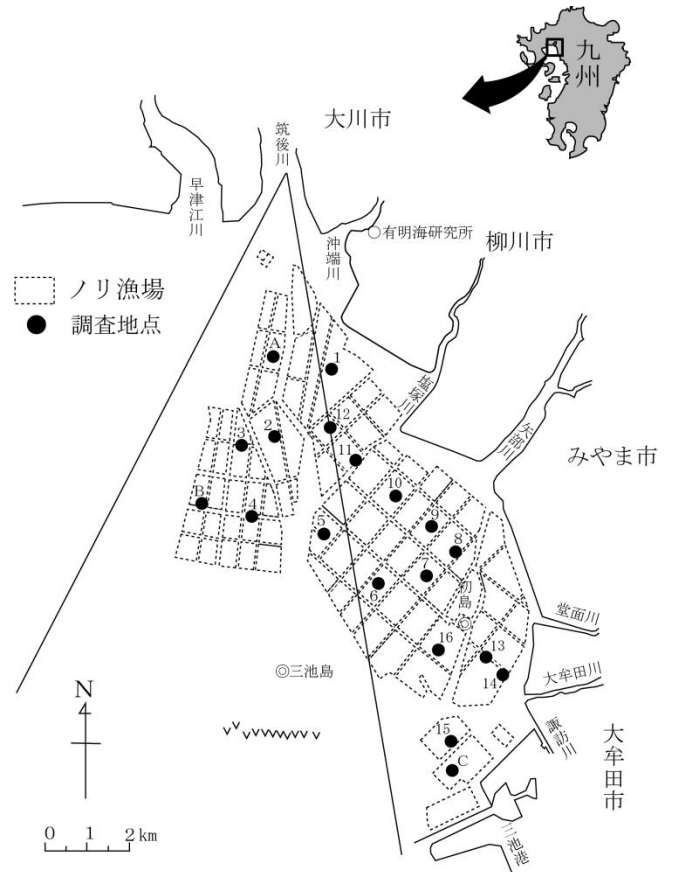 九州
大川市
筑後川
早津江川
沖端川
○有明海研究所
柳川市
ノリ漁場
調査地点
A
1
塩塚川
12
矢部川
2
3
11
みやま市
10
B
4
9
5
8
7
6
初島
◎
堂面川
16
13
◎三池島
大牟田川
14
N
諏訪川
大牟田市
15
C
0 1 2km
三池港